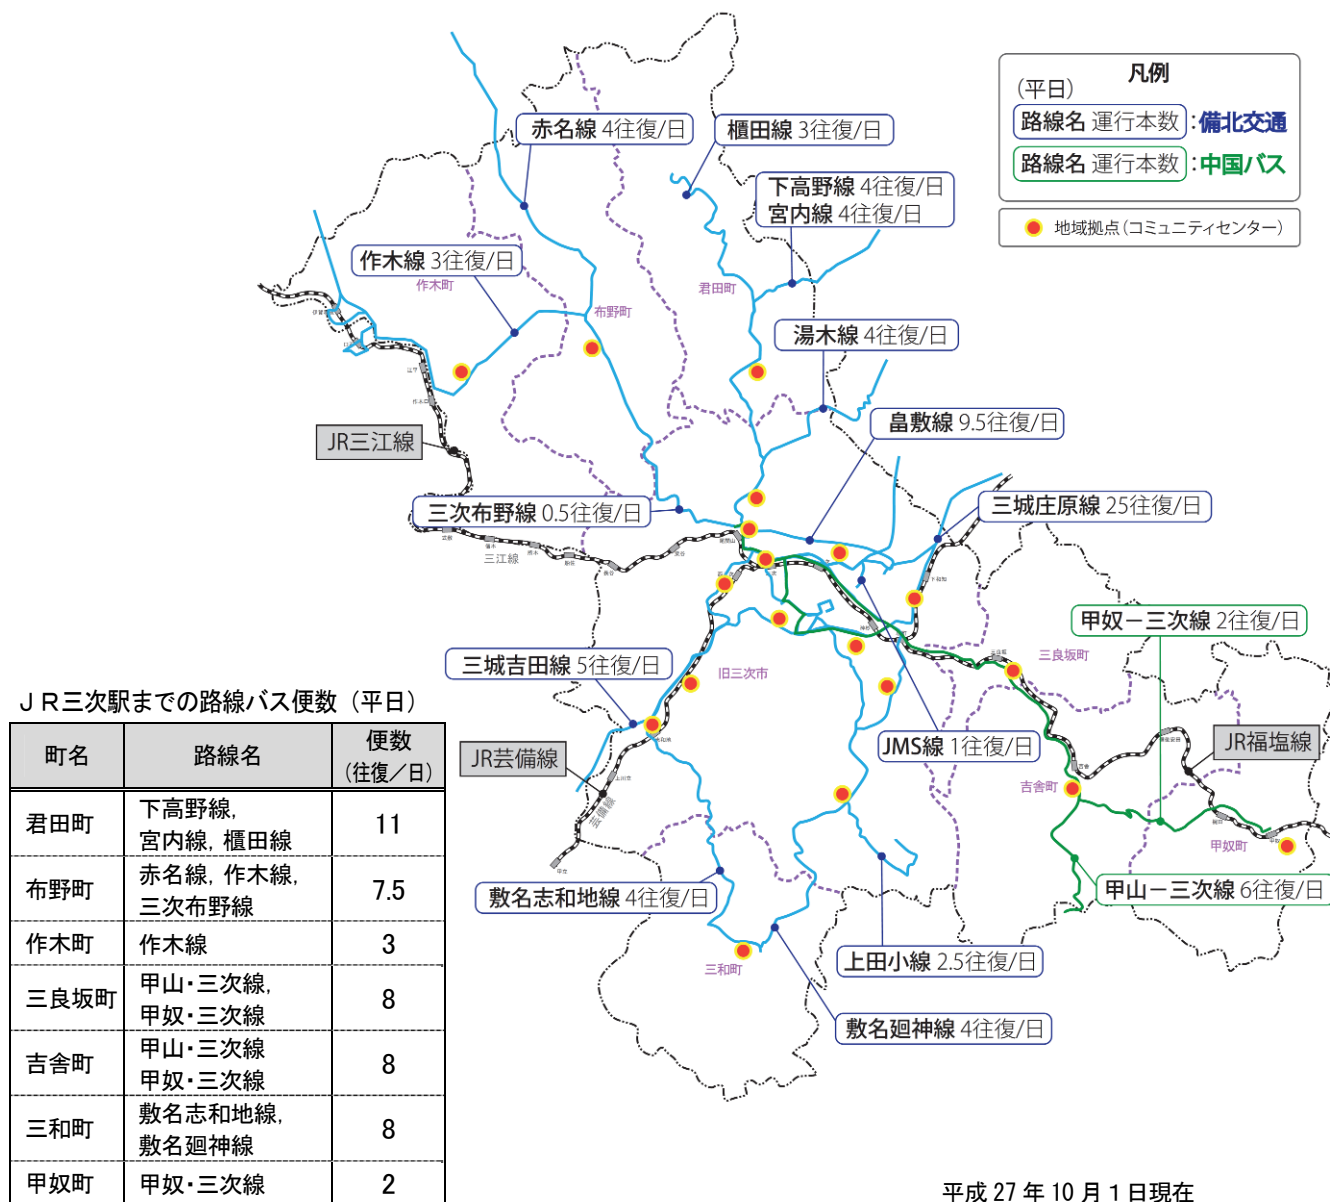 凡例
(平日)
路線名 運行本数 :備北交通
路線名 運行本数 :中国バス
地域拠点(コミュニティセンター)
赤名線 4往復/日
櫃田線 3往復/日
下高野線 4往復/日
宮内線 4往復/日
作木線 3往復/日
作木町
布野町
君田町
湯木線 4往復/日
畠敷線 9.5往復/日
JR三江線
三次布野線 0.5往復/日
三城庄原線 25往復/日
三江線
甲奴-三次線 2往復/日
三良坂町
三城吉田線 5往復/日
旧三次市
JMS線 1往復/日
JR芸備線
芸備線
JR福塩線
吉舎町
甲奴町
敷名志和地線 4往復/日
甲山-三次線 6往復/日
上田小線 2.5往復/日
三和町
敷名廻神線 4往復/日
JR三次駅までの路線バス便数(平日)
町名 路線名 便数
(往復/日)
君田町 下高野線,
宮内線, 櫃田線 11
布野町 赤名線, 作木線,
三次布野線 7.5
作木町 作木線 3
三良坂町 甲山・三次線,
甲奴・三次線 8
吉舎町 甲山・三次線
甲奴・三次線 8
三和町 敷名志和地線,
敷名廻神線 8
甲奴町 甲奴・三次線 2
平成27年10月1日現在